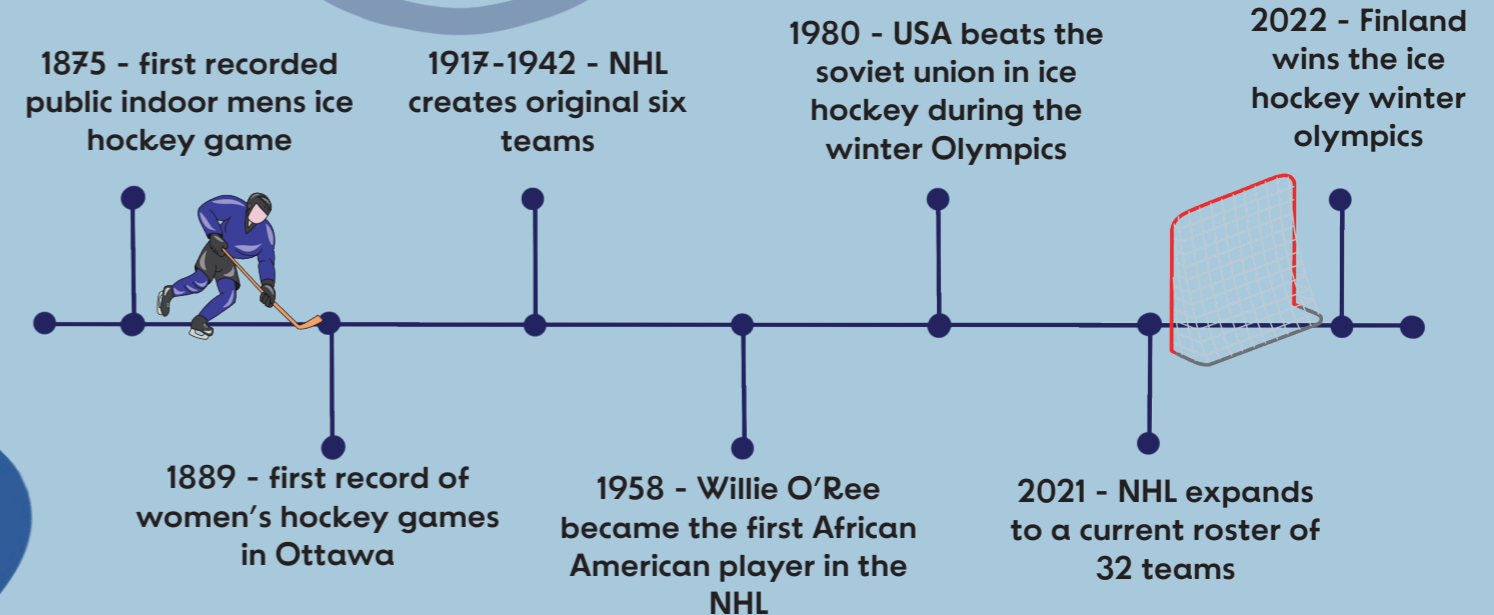 1875 - first recorded
public indoor mens ice
hockey game
1889 - first record of
women's hockey games
in Ottawa
1917-1942 - NHL
creates original six
teams
1958 - Willie O'Ree
became the first African
American player in the
NHL
1980 - USA beats the
soviet union in ice
hockey during the
winter Olympics
2021 - NHL expands
to a current roster of
32 teams
2022 - Finland
wins the ice
hockey winter
olympics